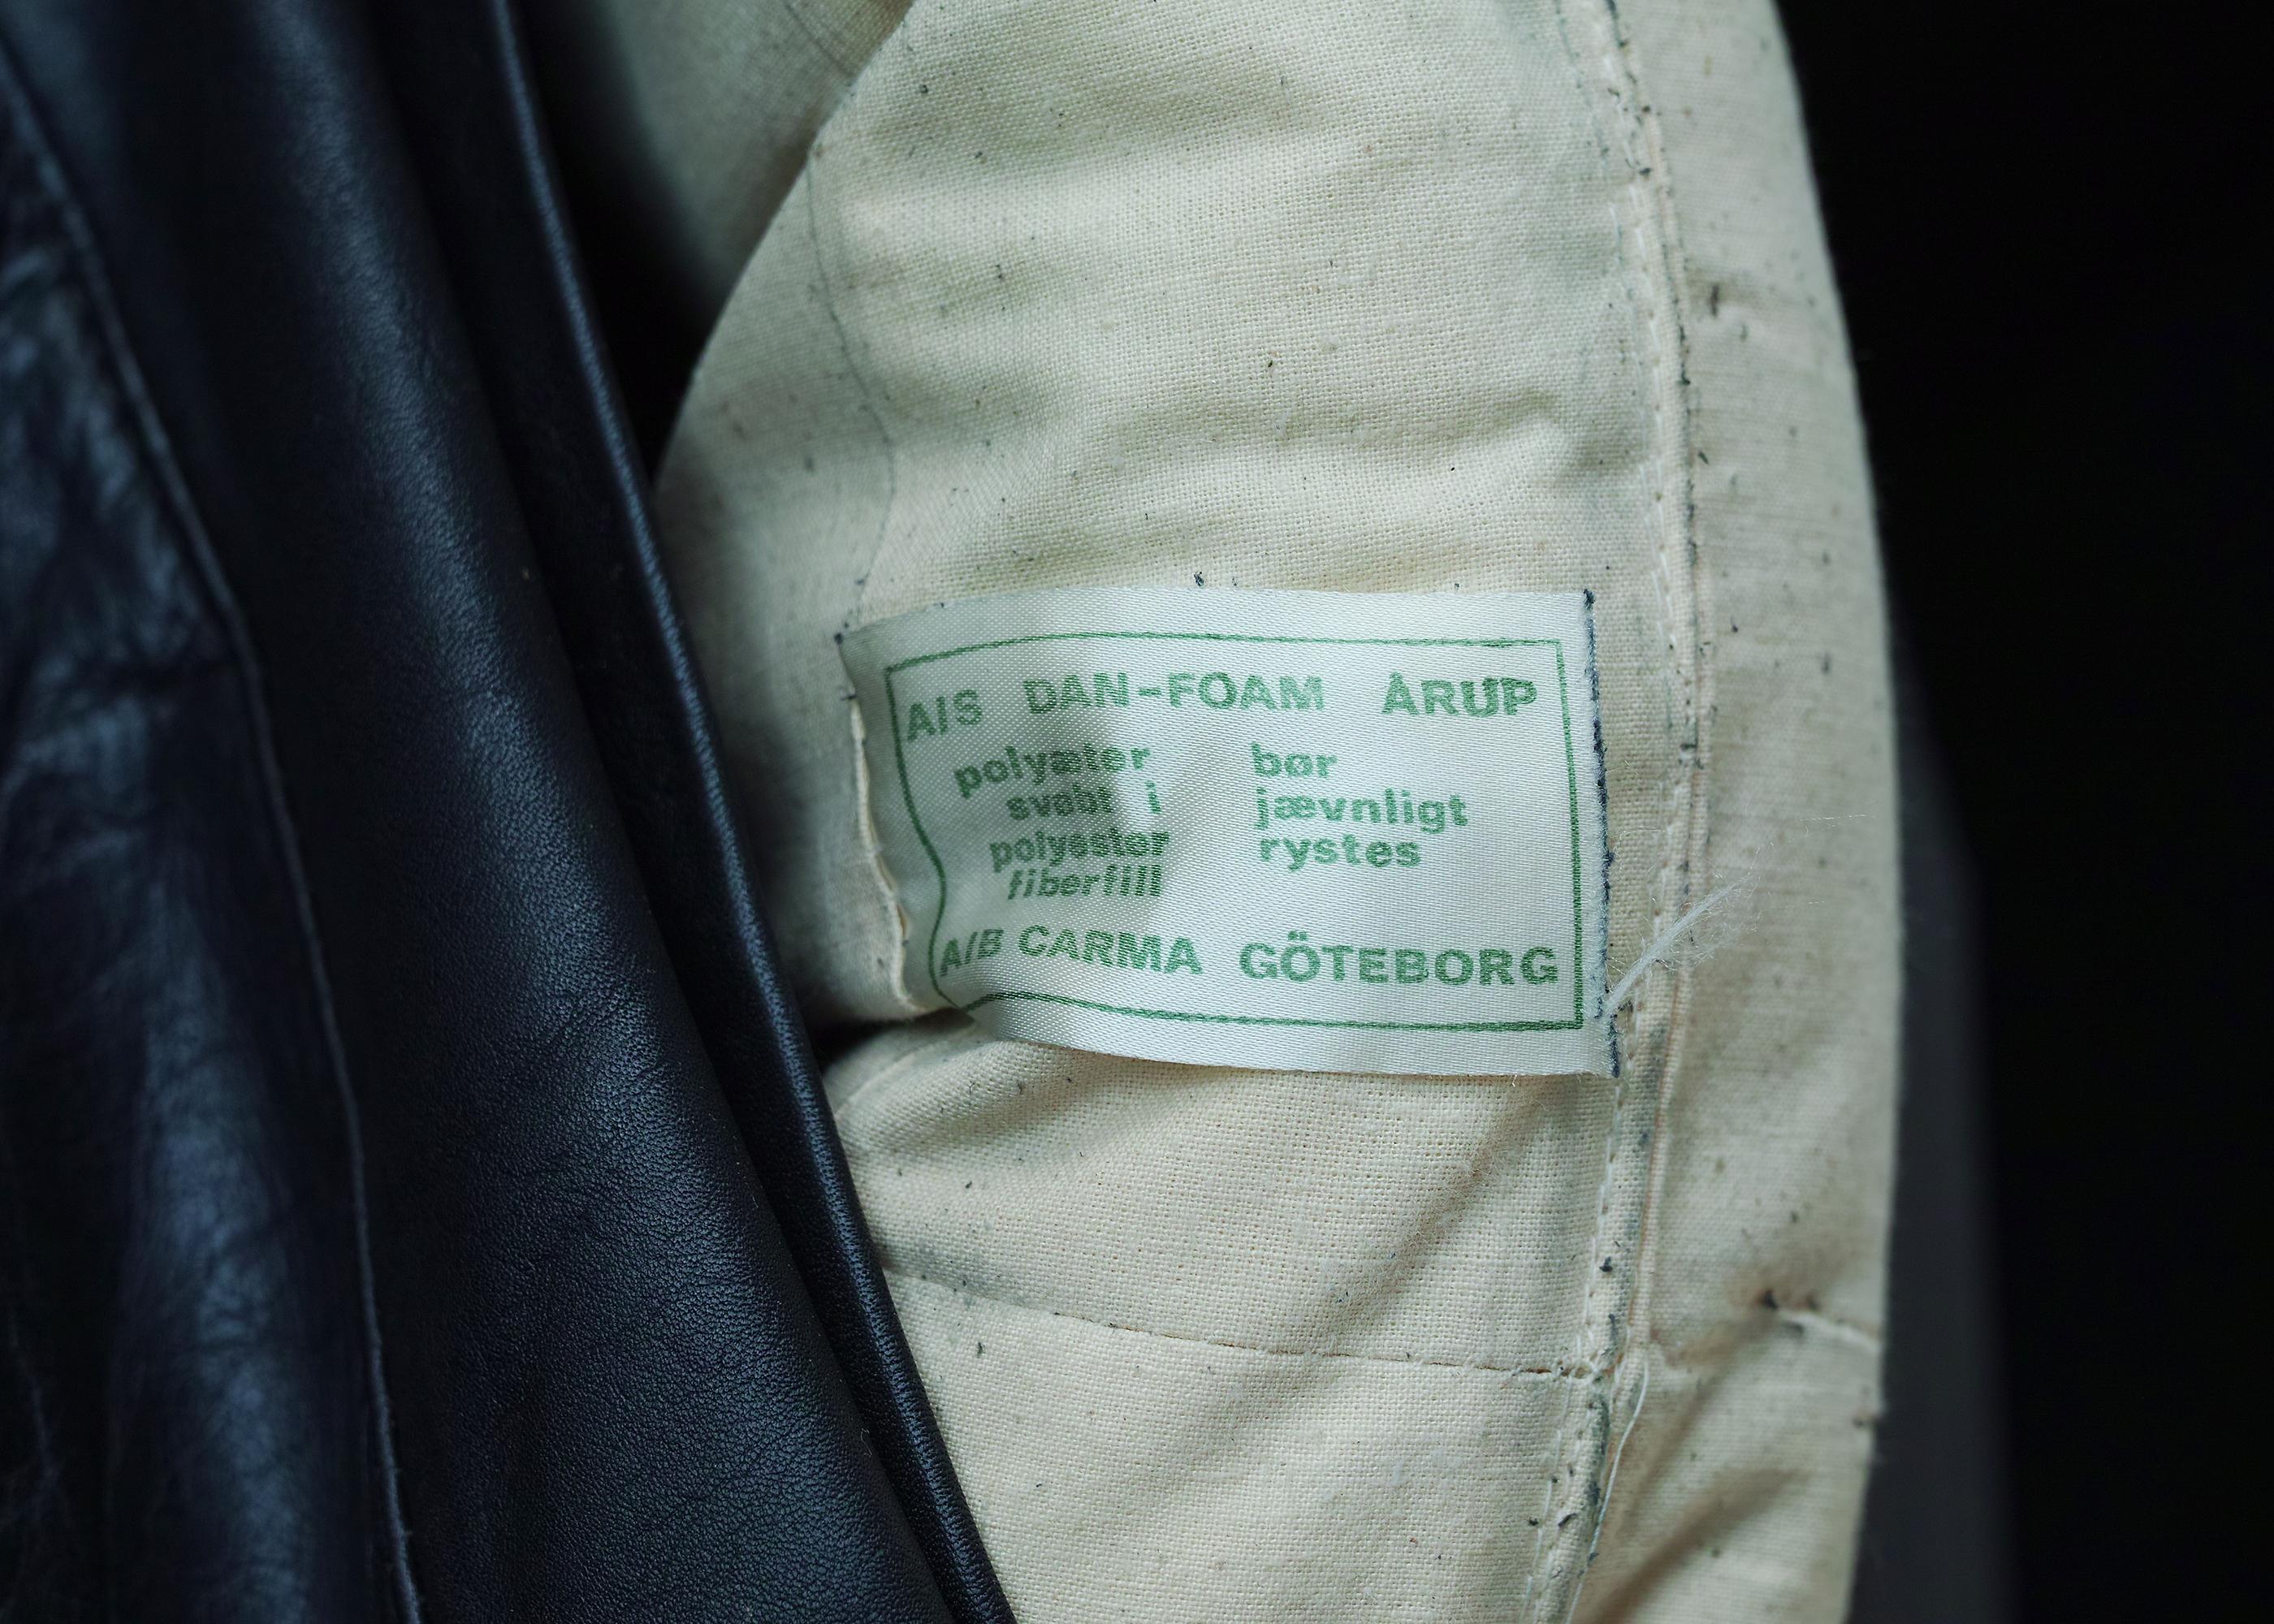 A/S DAN-FOAM ÅRUP
polyæter bør
svøbt i jævnligt
polyester rystes
fiberfill
A/B CARMA GÖTEBORG